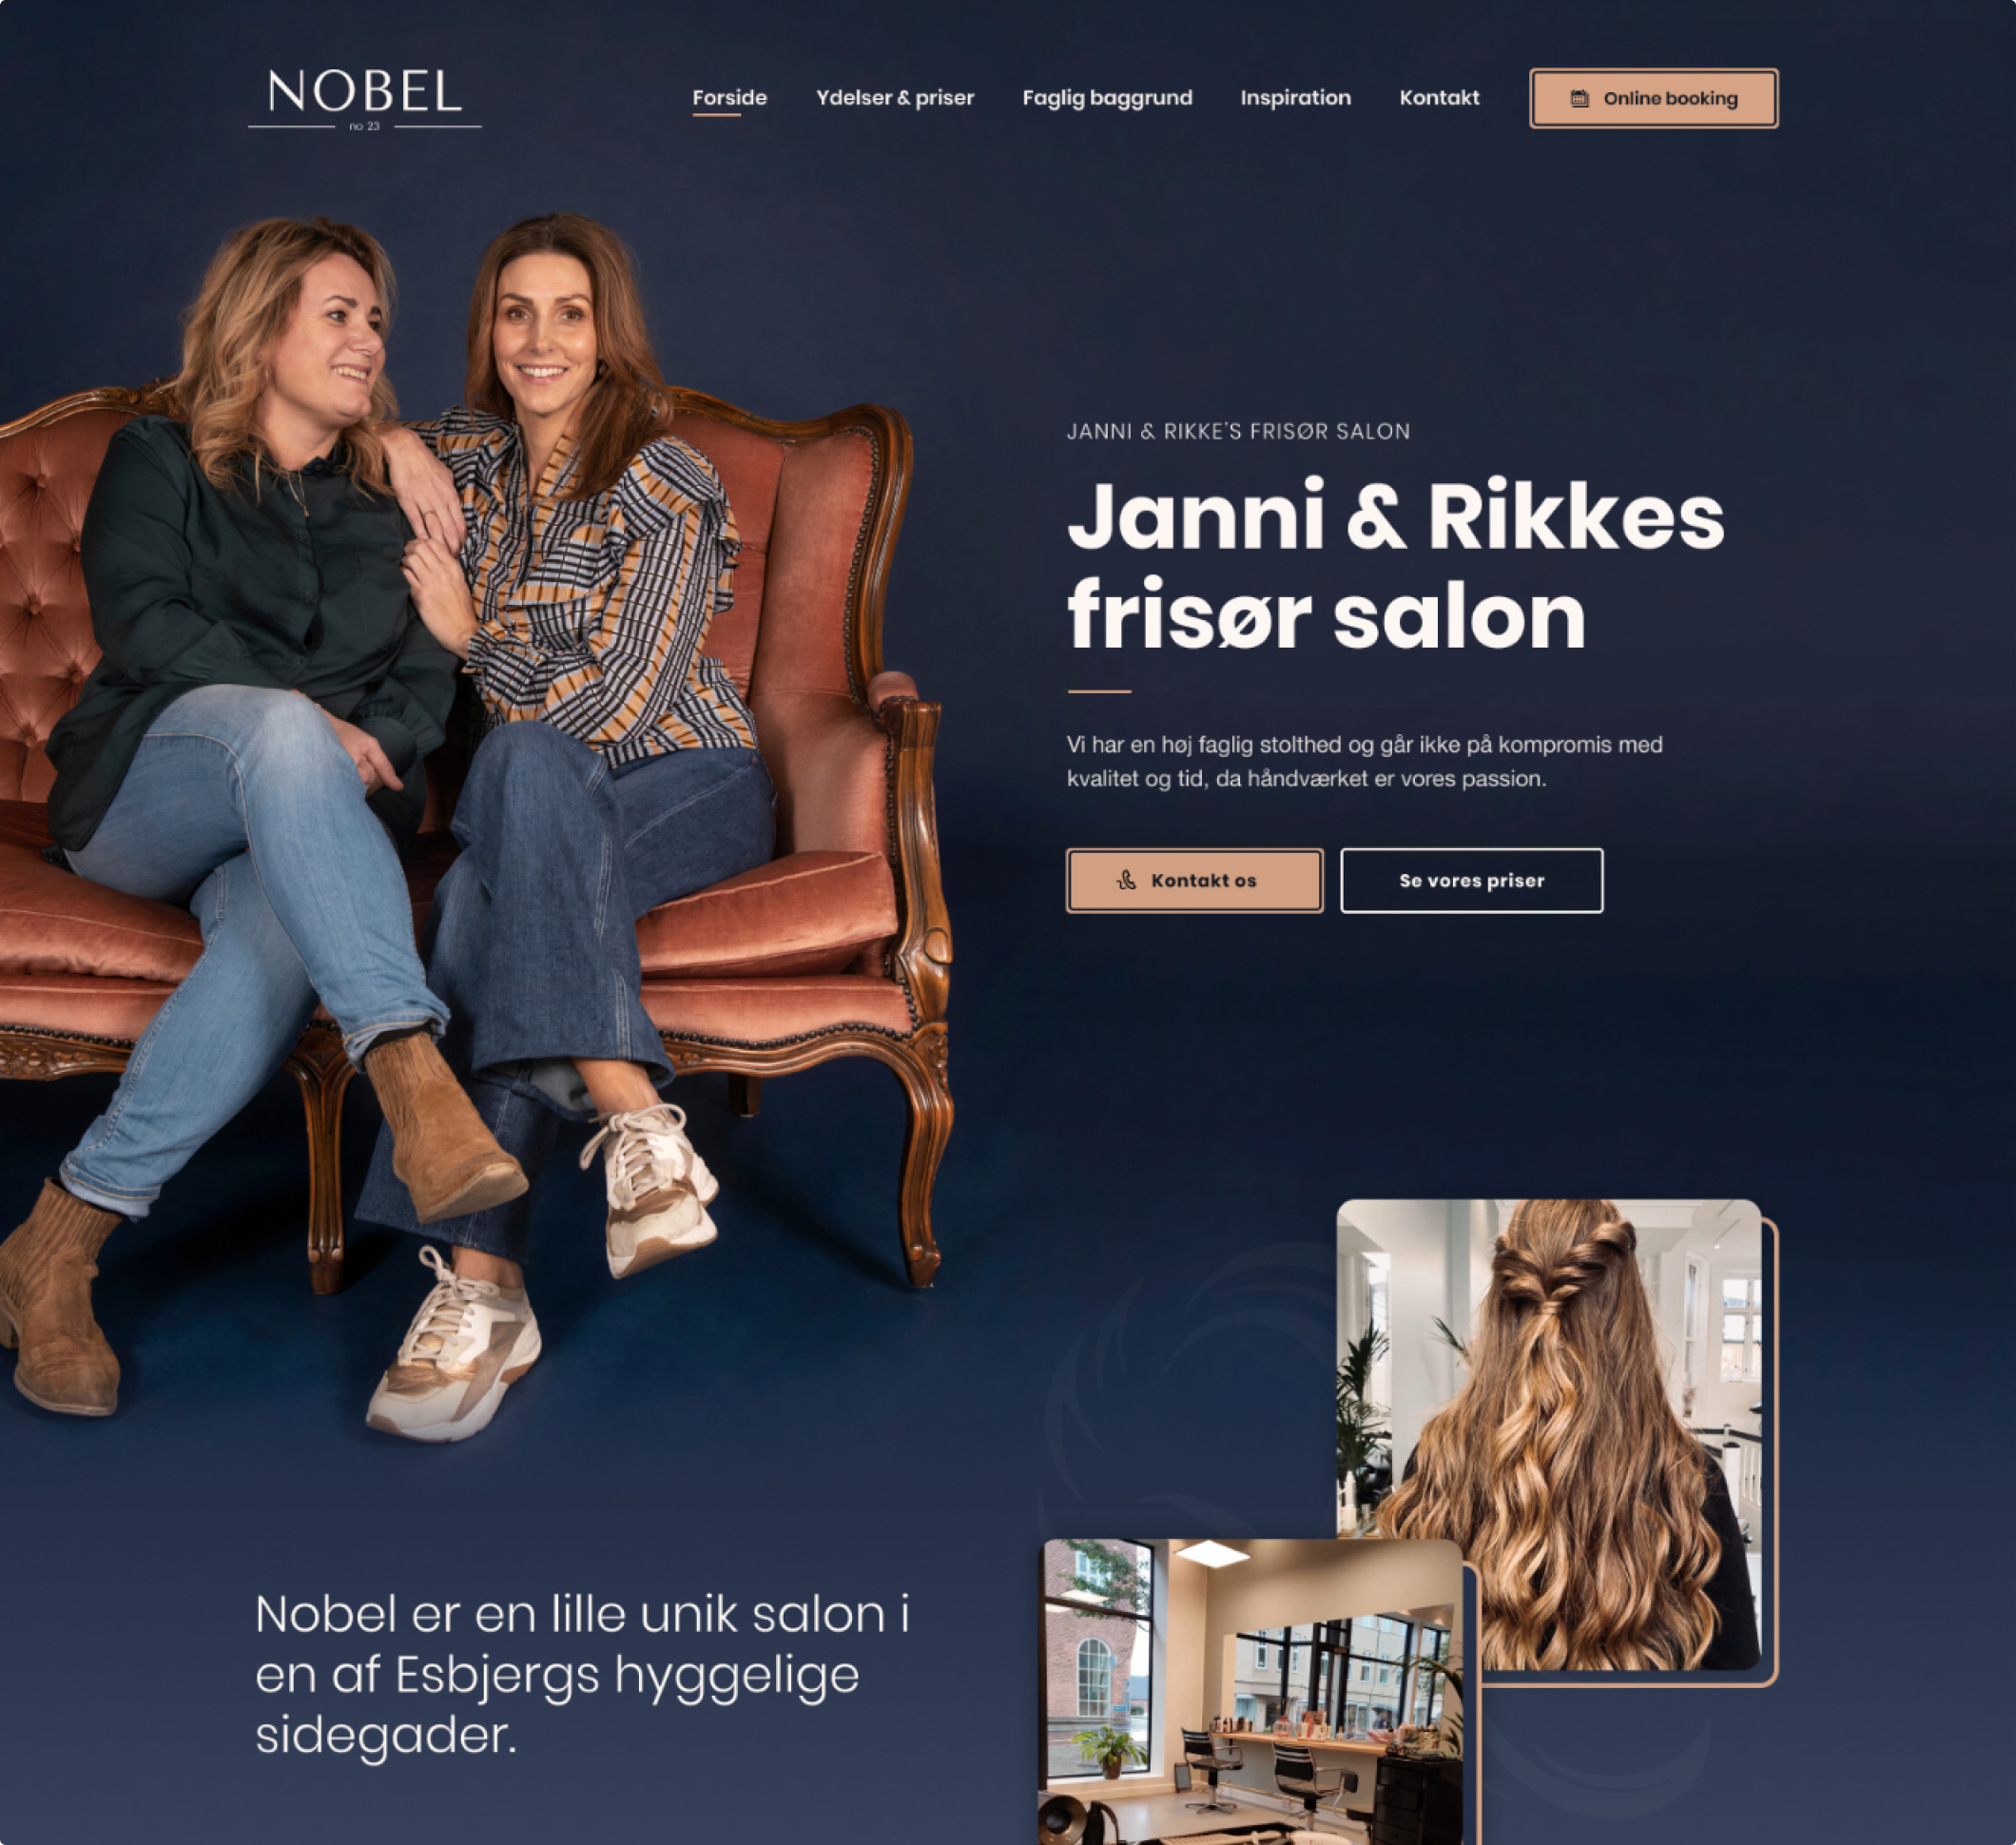 NOBEL
no 23
Forside
Ydelser & priser
Faglig baggrund
Inspiration
Kontakt
Online booking
JANNI & RIKKE'S FRISØR SALON
Janni & Rikkes
frisør salon
Vi har en høj faglig stolthed og går ikke på kompromis med
kvalitet og tid, da håndværket er vores passion.
Kontakt os
Se vores priser
Nobel er en lille unik salon i
en af Esbjergs hyggelige
sidegader.